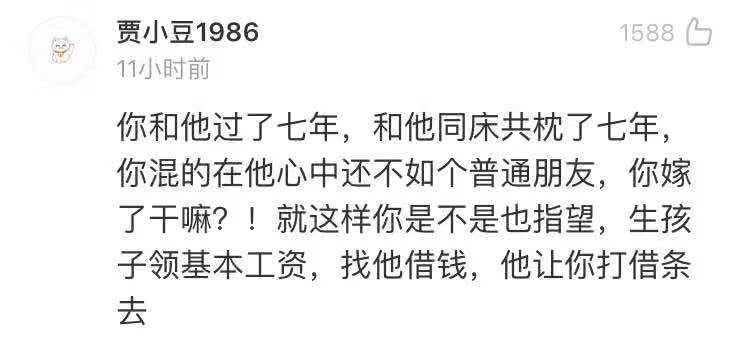 贾小豆1986
1588
11小时前
你和他过了七年，和他同床共枕了七年，
你混的在他心中还不如个普通朋友，你嫁
了干嘛？！就这样你是不是也指望，生孩
子领基本工资，找他借钱，他让你打借条
去